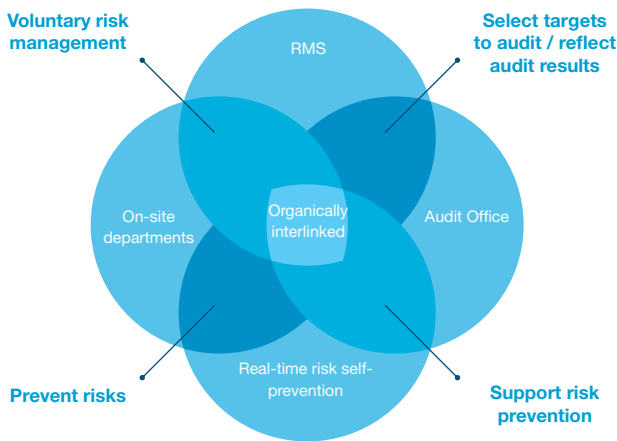 Voluntary risk
management
Select targets
to audit / reflect
audit results
RMS
On-site
departments
Organically
interlinked
Audit Office
Real-time risk self-
prevention
Prevent risks
Support risk
prevention